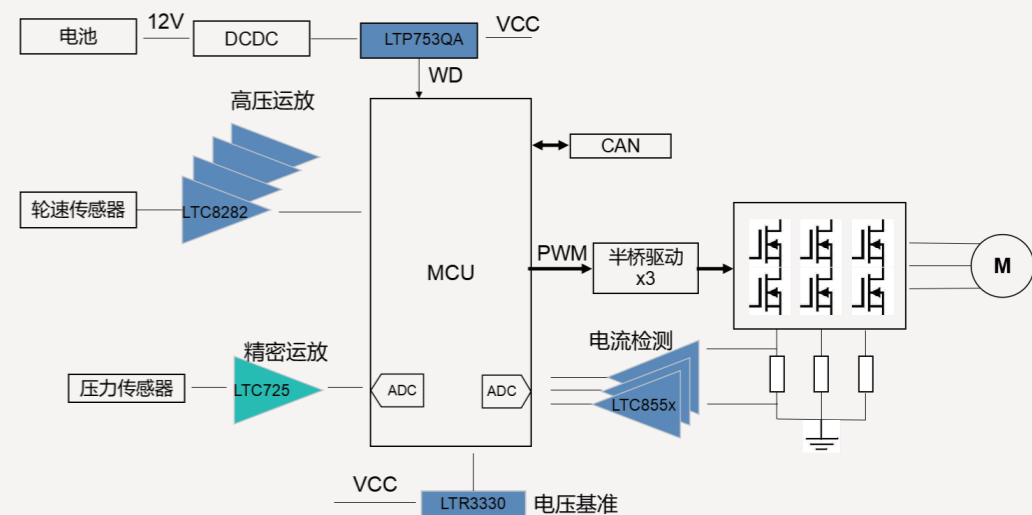 电池
12V
DCDC
LTP753QA
VCC
WD
高压运放
CAN
轮速传感器
LTC8282
MCU
PWM
半桥驱动
x3
M
精密运放
电流检测
压力传感器
LTC725
ADC
ADC
LTC855x
VCC
LTR3330
电压基准